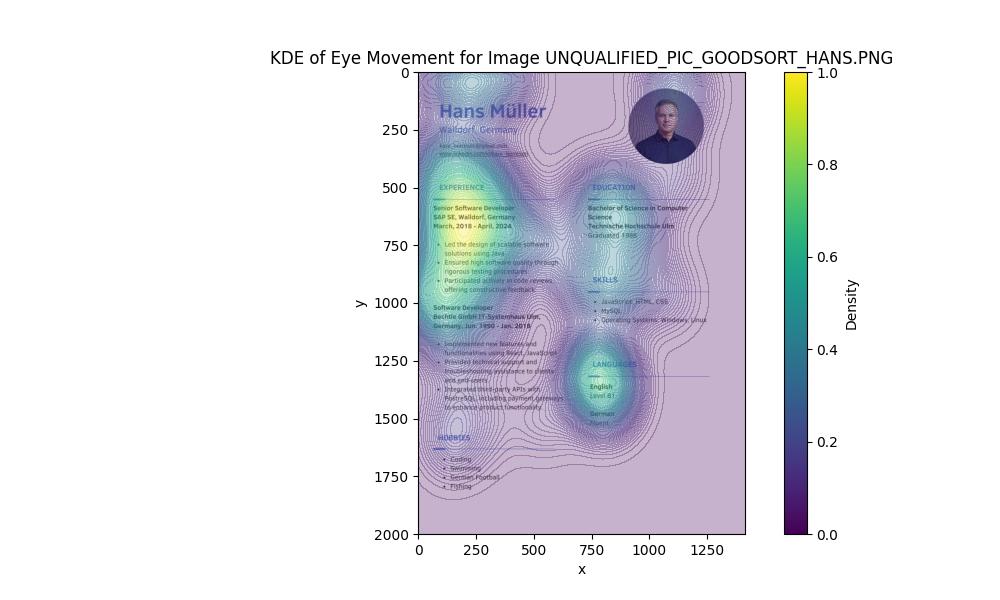 KDE of Eye Movement for Image UNQUALIFIED_PIC_GOODSORT_HANS.PNG
Hans Müller
Walldorf, Germany
EXPERIENCE
Senior Software Developer
SAP SE, Walldorf, Germany
March, 2018 - April, 2024
• Led the design of scalable software
solutions using Java
• Ensured high software quality through
rigorous testing procedures
• Participated actively in code reviews
offering constructive feedback
Software Developer
Bechtle GmbH IT-Systemhaus Ulm,
Germany, Jun. 1990 - Jan. 2018
• Implemented new features and
functionalities using React, JavaScript
• Provided technical support and
troubleshooting assistance to clients
and end-users
• Integrated third-party APIs with
PostgreSQL, including payment gateways
to enhance product functionality
HOBBIES
• Coding
• Swimming
• German Football
• Fishing
EDUCATION
Bachelor of Science in Computer
Science
Technische Hochschule Ulm
Graduated 1986
SKILLS
• JavaScript, HTML, CSS
• MySQL
• Operating Systems: Windows, Linux
LANGUAGES
English
Level B1
German
Fluent
0
250
500
750
1000
1250
1500
1750
2000
y
0 250 500 750 1000 1250
x
1.0
0.8
0.6
0.4
0.2
0.0
Density